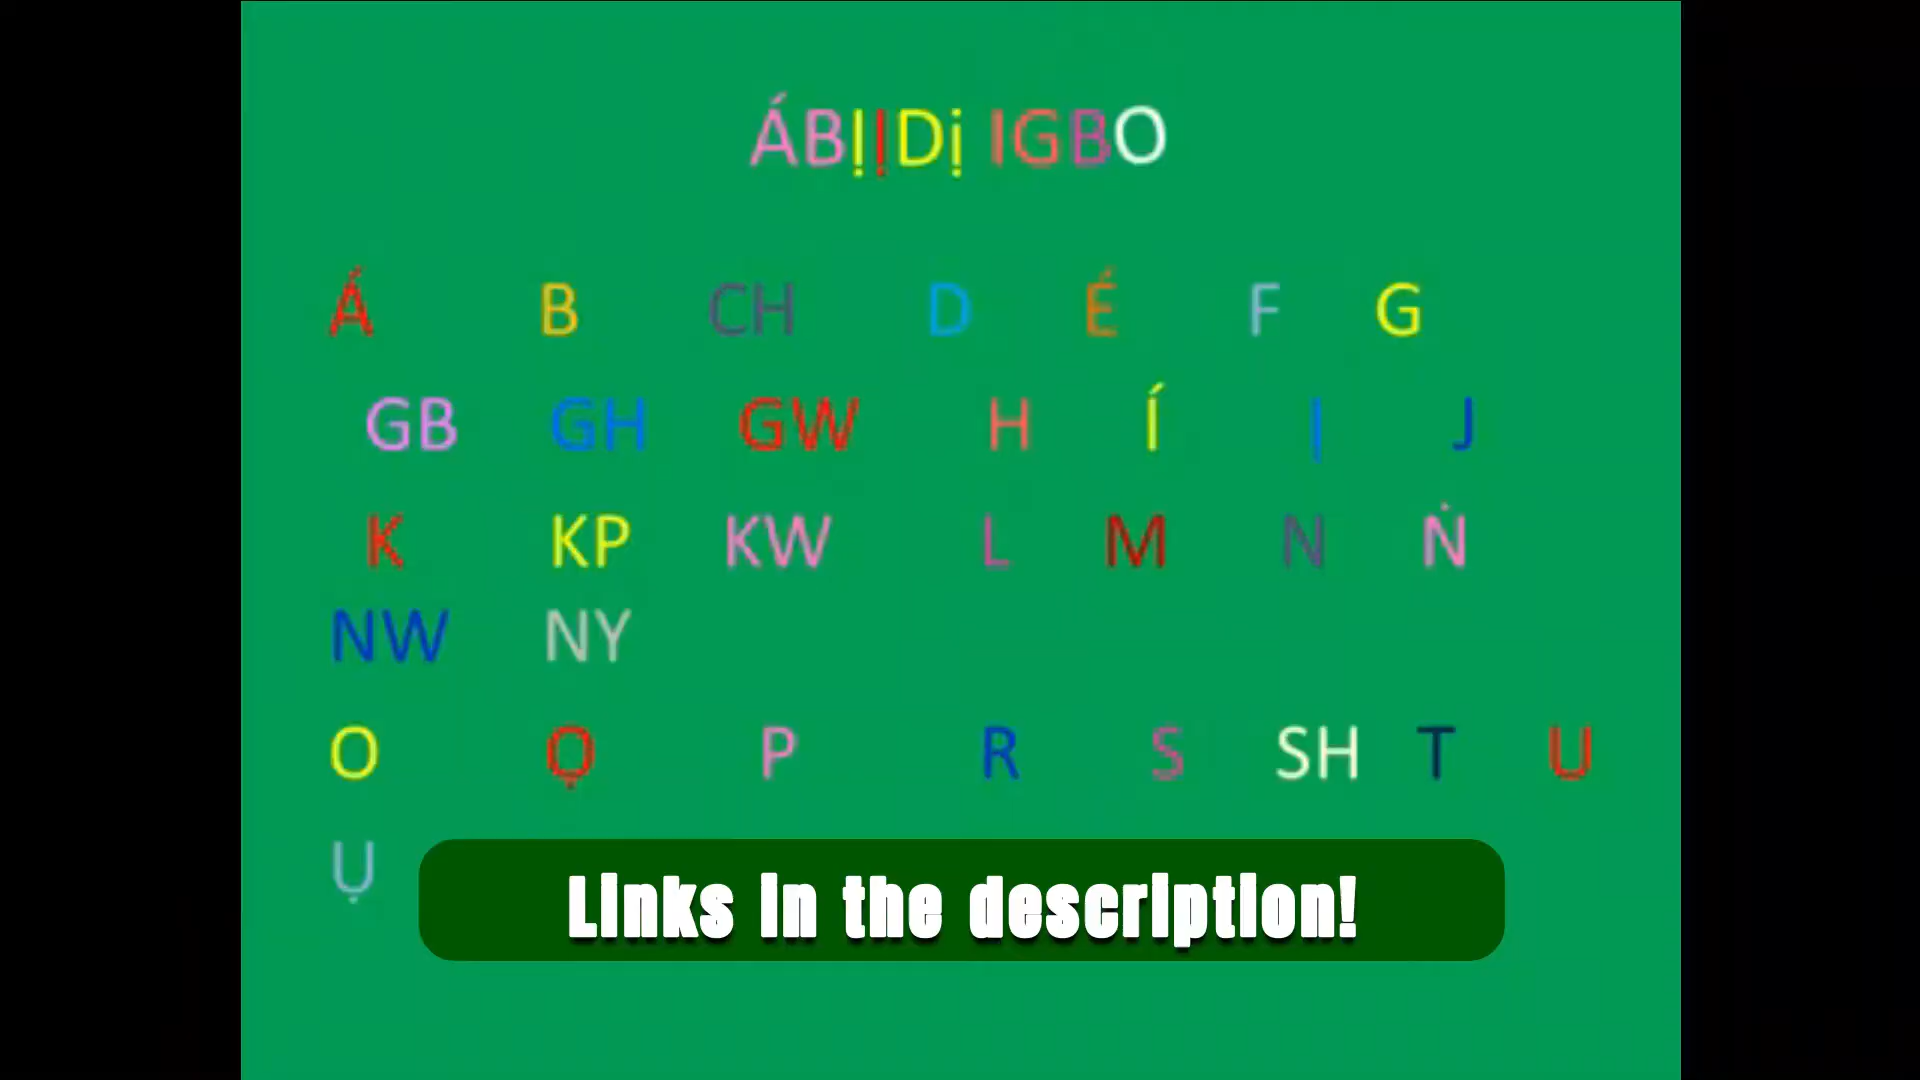 ÁBỊỊDị IGBO
Á B CH D É F G
GB GH GW H Í Ị J
K KP KW L M N Ṅ
NW NY
O Ọ P R S SH T U
Ụ
Links in the description!